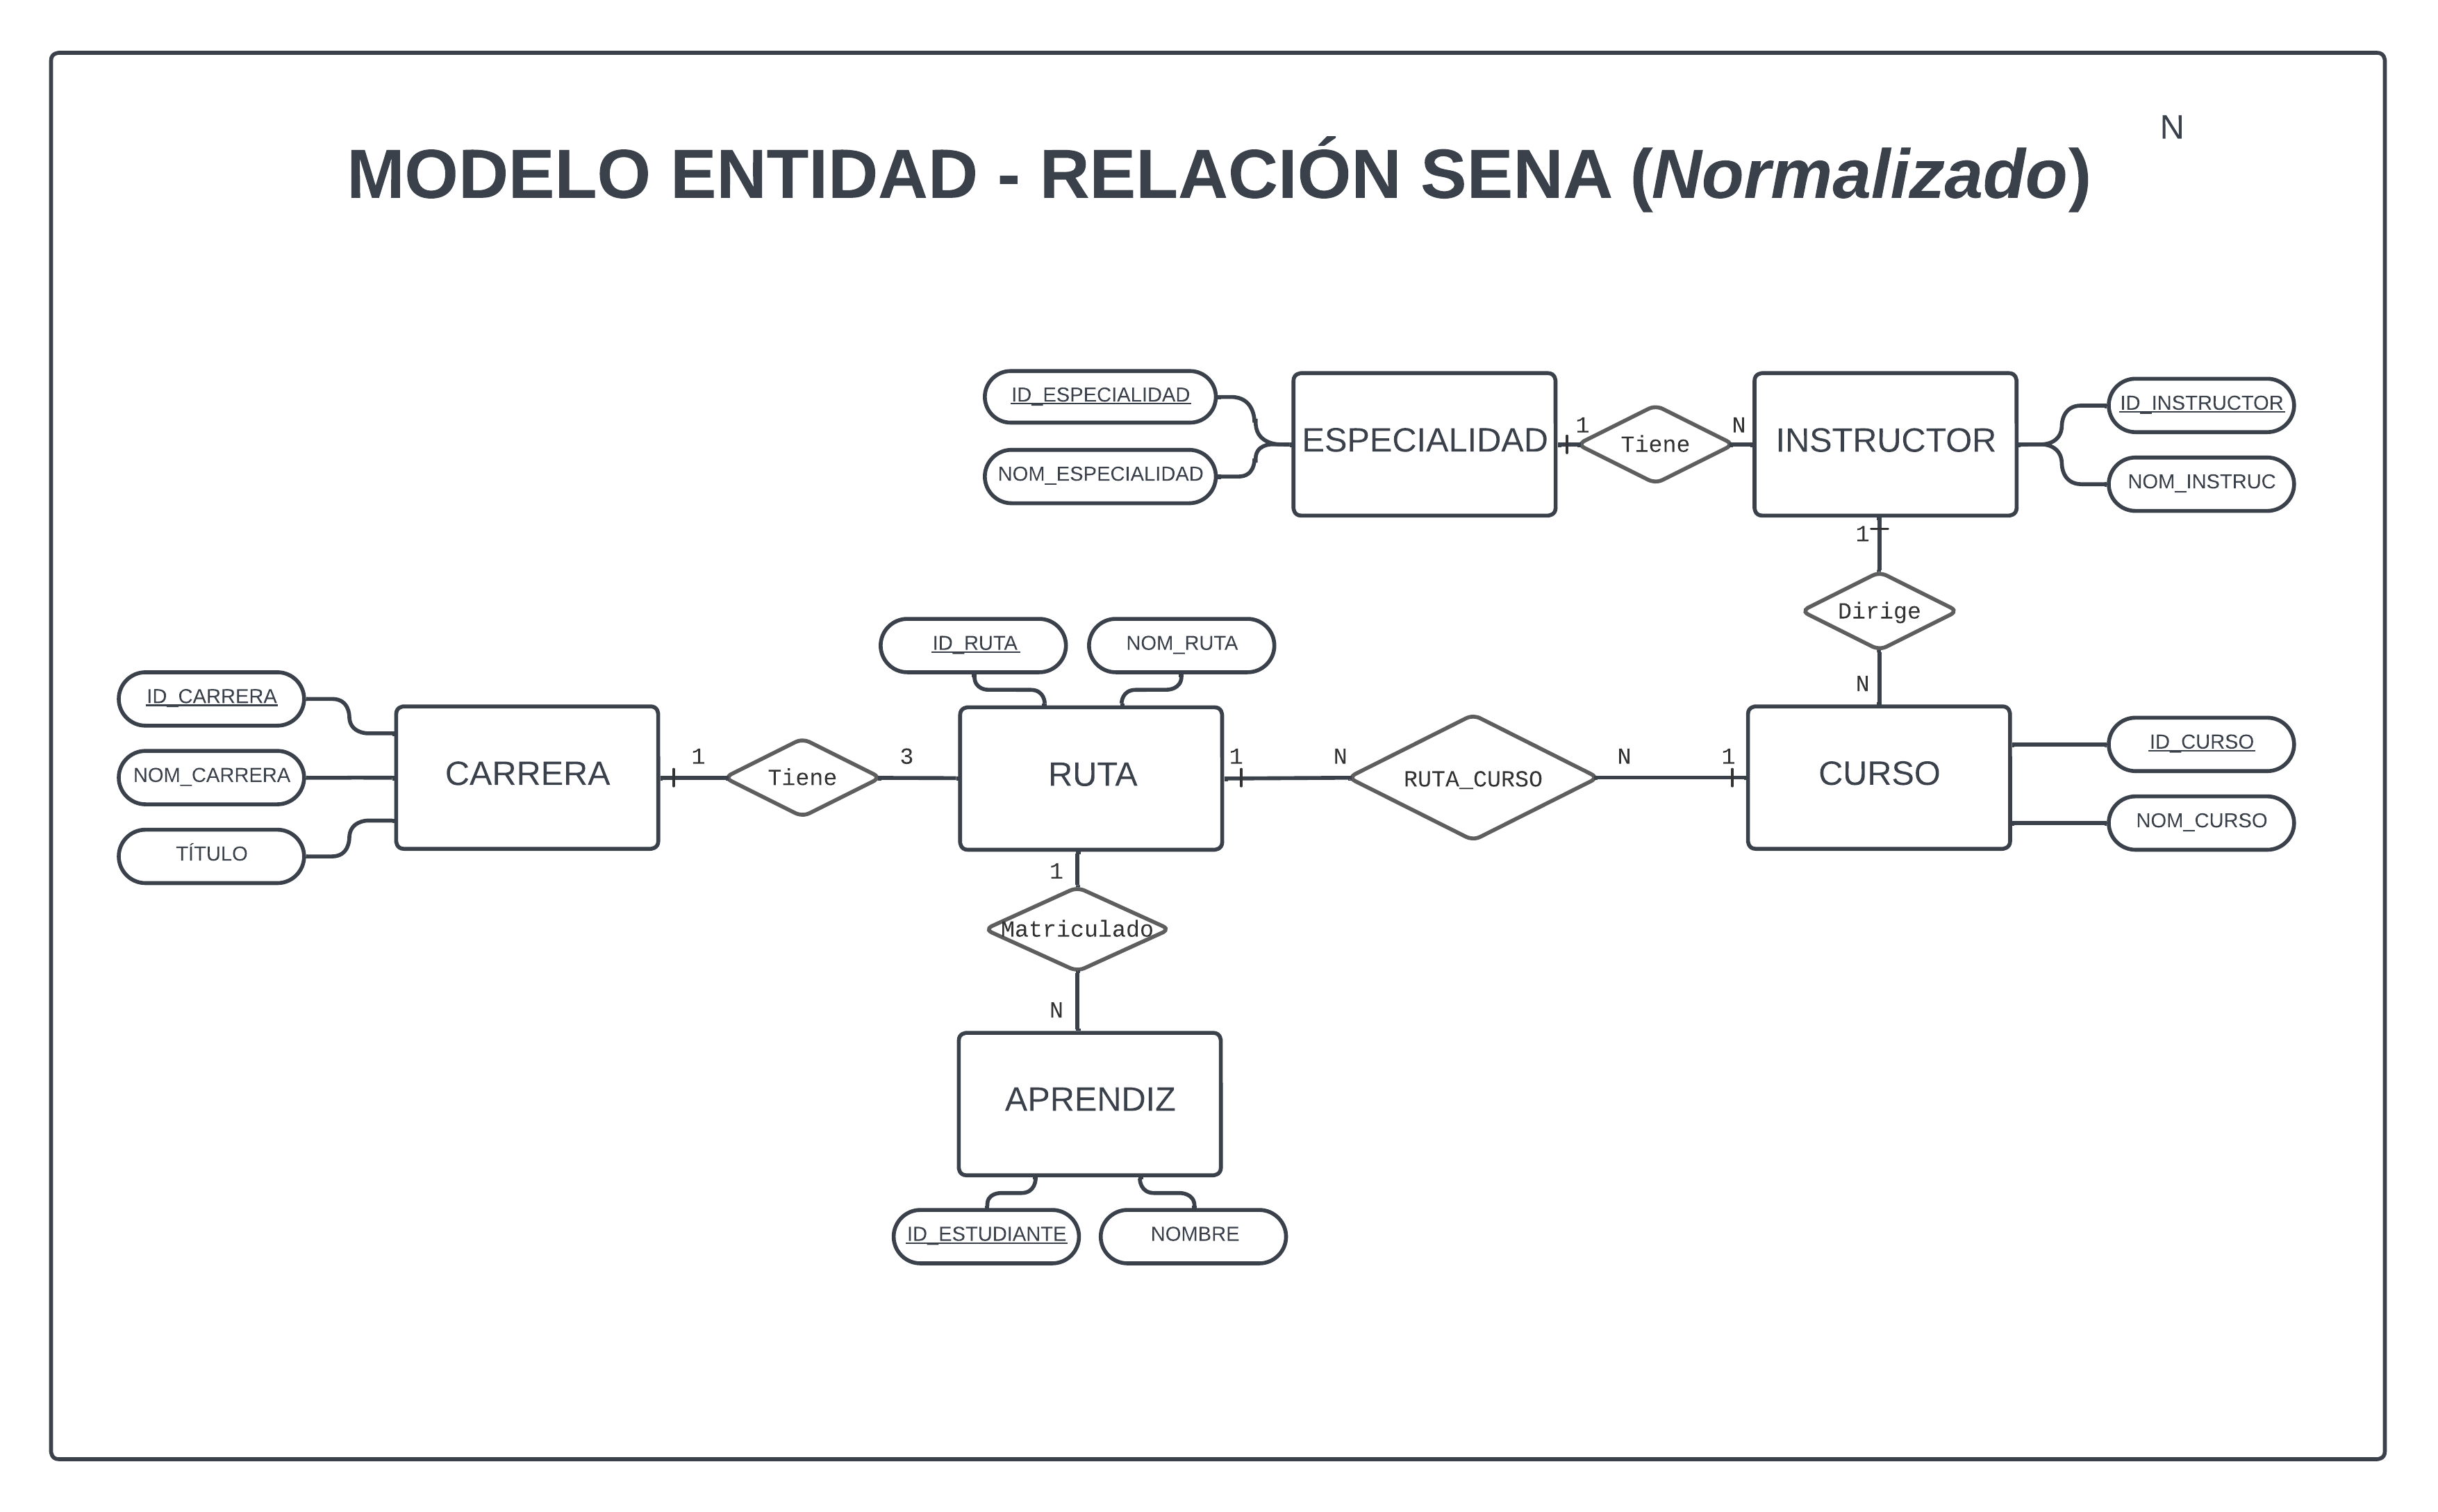 N
MODELO ENTIDAD - RELACIÓN SENA (Normalizado)
ID_ESPECIALIDAD
NOM_ESPECIALIDAD
ESPECIALIDAD
1
Tiene
N
INSTRUCTOR
ID_INSTRUCTOR
NOM_INSTRUC
1
Dirige
N
ID_RUTA
NOM_RUTA
ID_CARRERA
NOM_CARRERA
TÍTULO
CARRERA
1
Tiene
3
RUTA
1
N
RUTA_CURSO
N
1
CURSO
ID_CURSO
NOM_CURSO
1
Matriculado
N
APRENDIZ
ID_ESTUDIANTE
NOMBRE